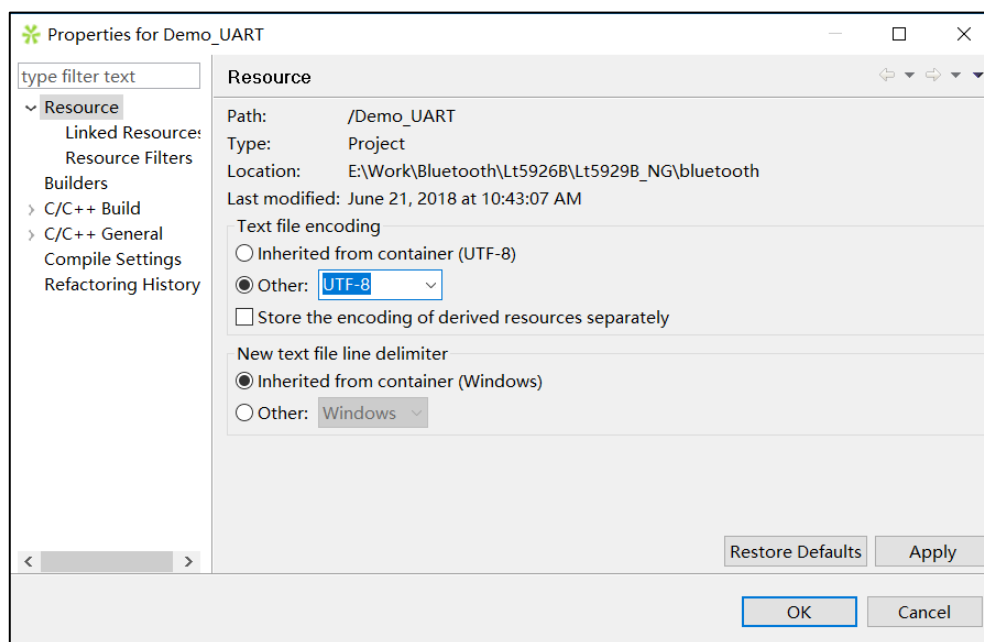 Properties for Demo_UART
type filter text
Resource
Linked Resources
Resource Filters
Builders
C/C++ Build
C/C++ General
Compile Settings
Refactoring History
Resource
Path: /Demo_UART
Type: Project
Location: E:\Work\Bluetooth\Lt5926B\Lt5929B_NG\bluetooth
Last modified: June 21, 2018 at 10:43:07 AM
Text file encoding
Inherited from container (UTF-8)
Other: UTF-8
Store the encoding of derived resources separately
New text file line delimiter
Inherited from container (Windows)
Other: Windows
Restore Defaults Apply
OK Cancel